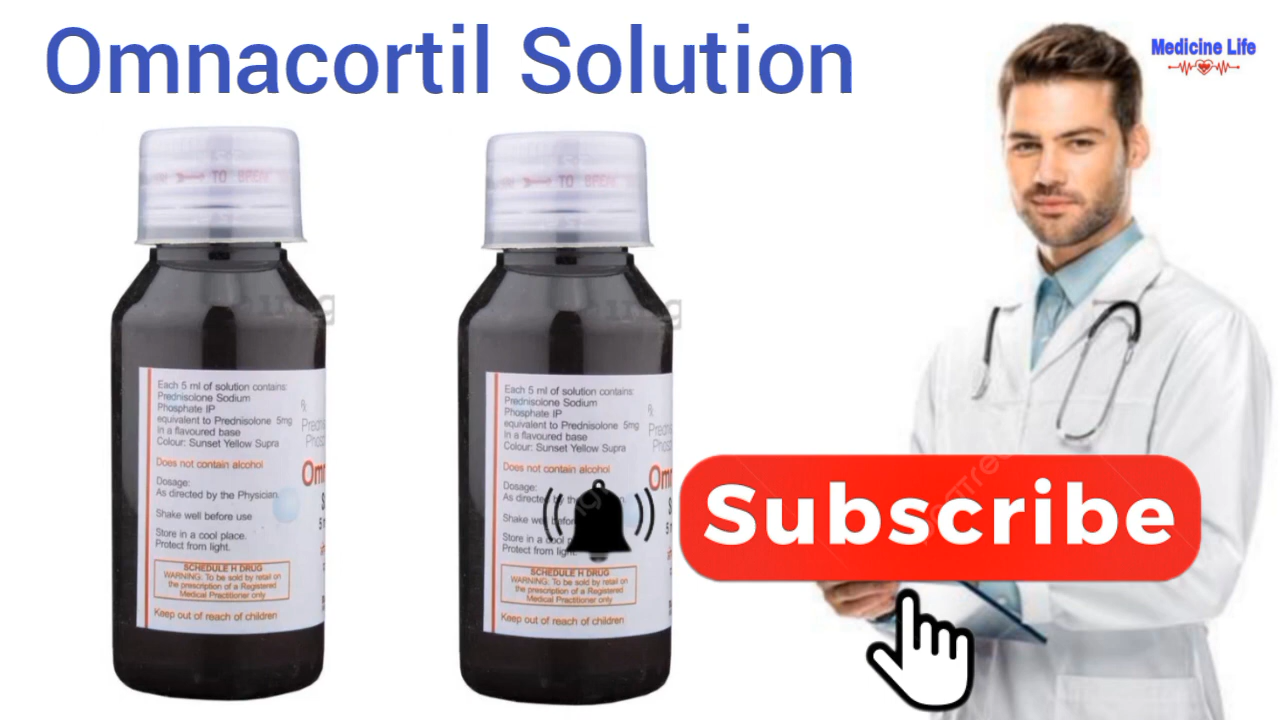 Omnacortil Solution
Medicine Life
TO BREAK
TO BREAK
Each 5 ml of solution contains:
Prednisolone Sodium
Phosphate IP
equivalent to Prednisolone 5mg
in a flavoured base
Colour: Sunset Yellow Supra
Does not contain alcohol
Dosage:
As directed by the Physician.
Shake well before use
Store in a cool place.
Protect from light.
SCHEDULE H DRUG
WARNING: To be sold by retail on
the prescription of a Registered
Medical Practitioner only
Keep out of reach of children
Each 5 ml of solution contains:
Prednisolone Sodium
Phosphate IP
equivalent to Prednisolone 5mg
in a flavoured base
Colour: Sunset Yellow Supra
Does not contain alcohol
Dosage:
As directed by the
Shake well before
Store in a cool
Protect from light.
SCHEDULE H DRUG
WARNING: To be sold by retail on
the prescription of a Registered
Medical Practitioner only
Keep out of reach of children
Subscribe